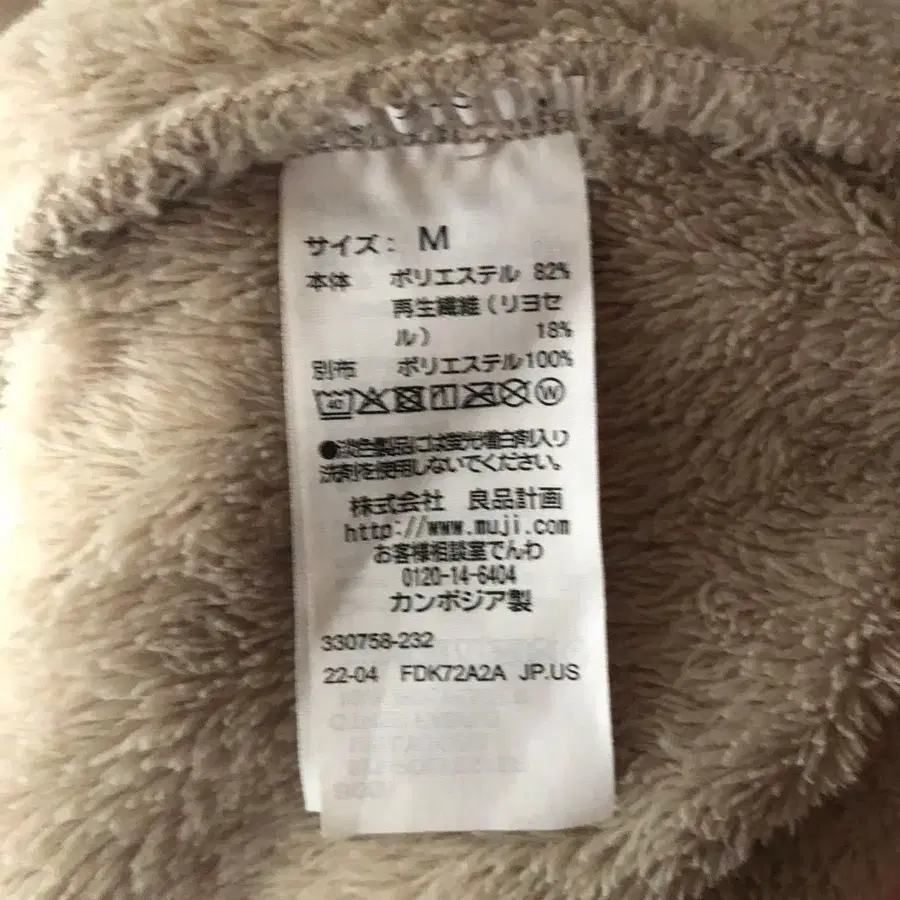 サイズ: M
本体 ポリエステル 82%
再生繊維(リヨセ
ル) 18%
別布 ポリエステル100%
40 W
●淡色製品には蛍光増白剤入り
洗剤を使用しないでください。
株式会社 良品計画
http://www.muji.com
お客様相談室でんわ
0120-14-6404
カンボジア製
330758-232
22-04 FDK72A2A JP.US